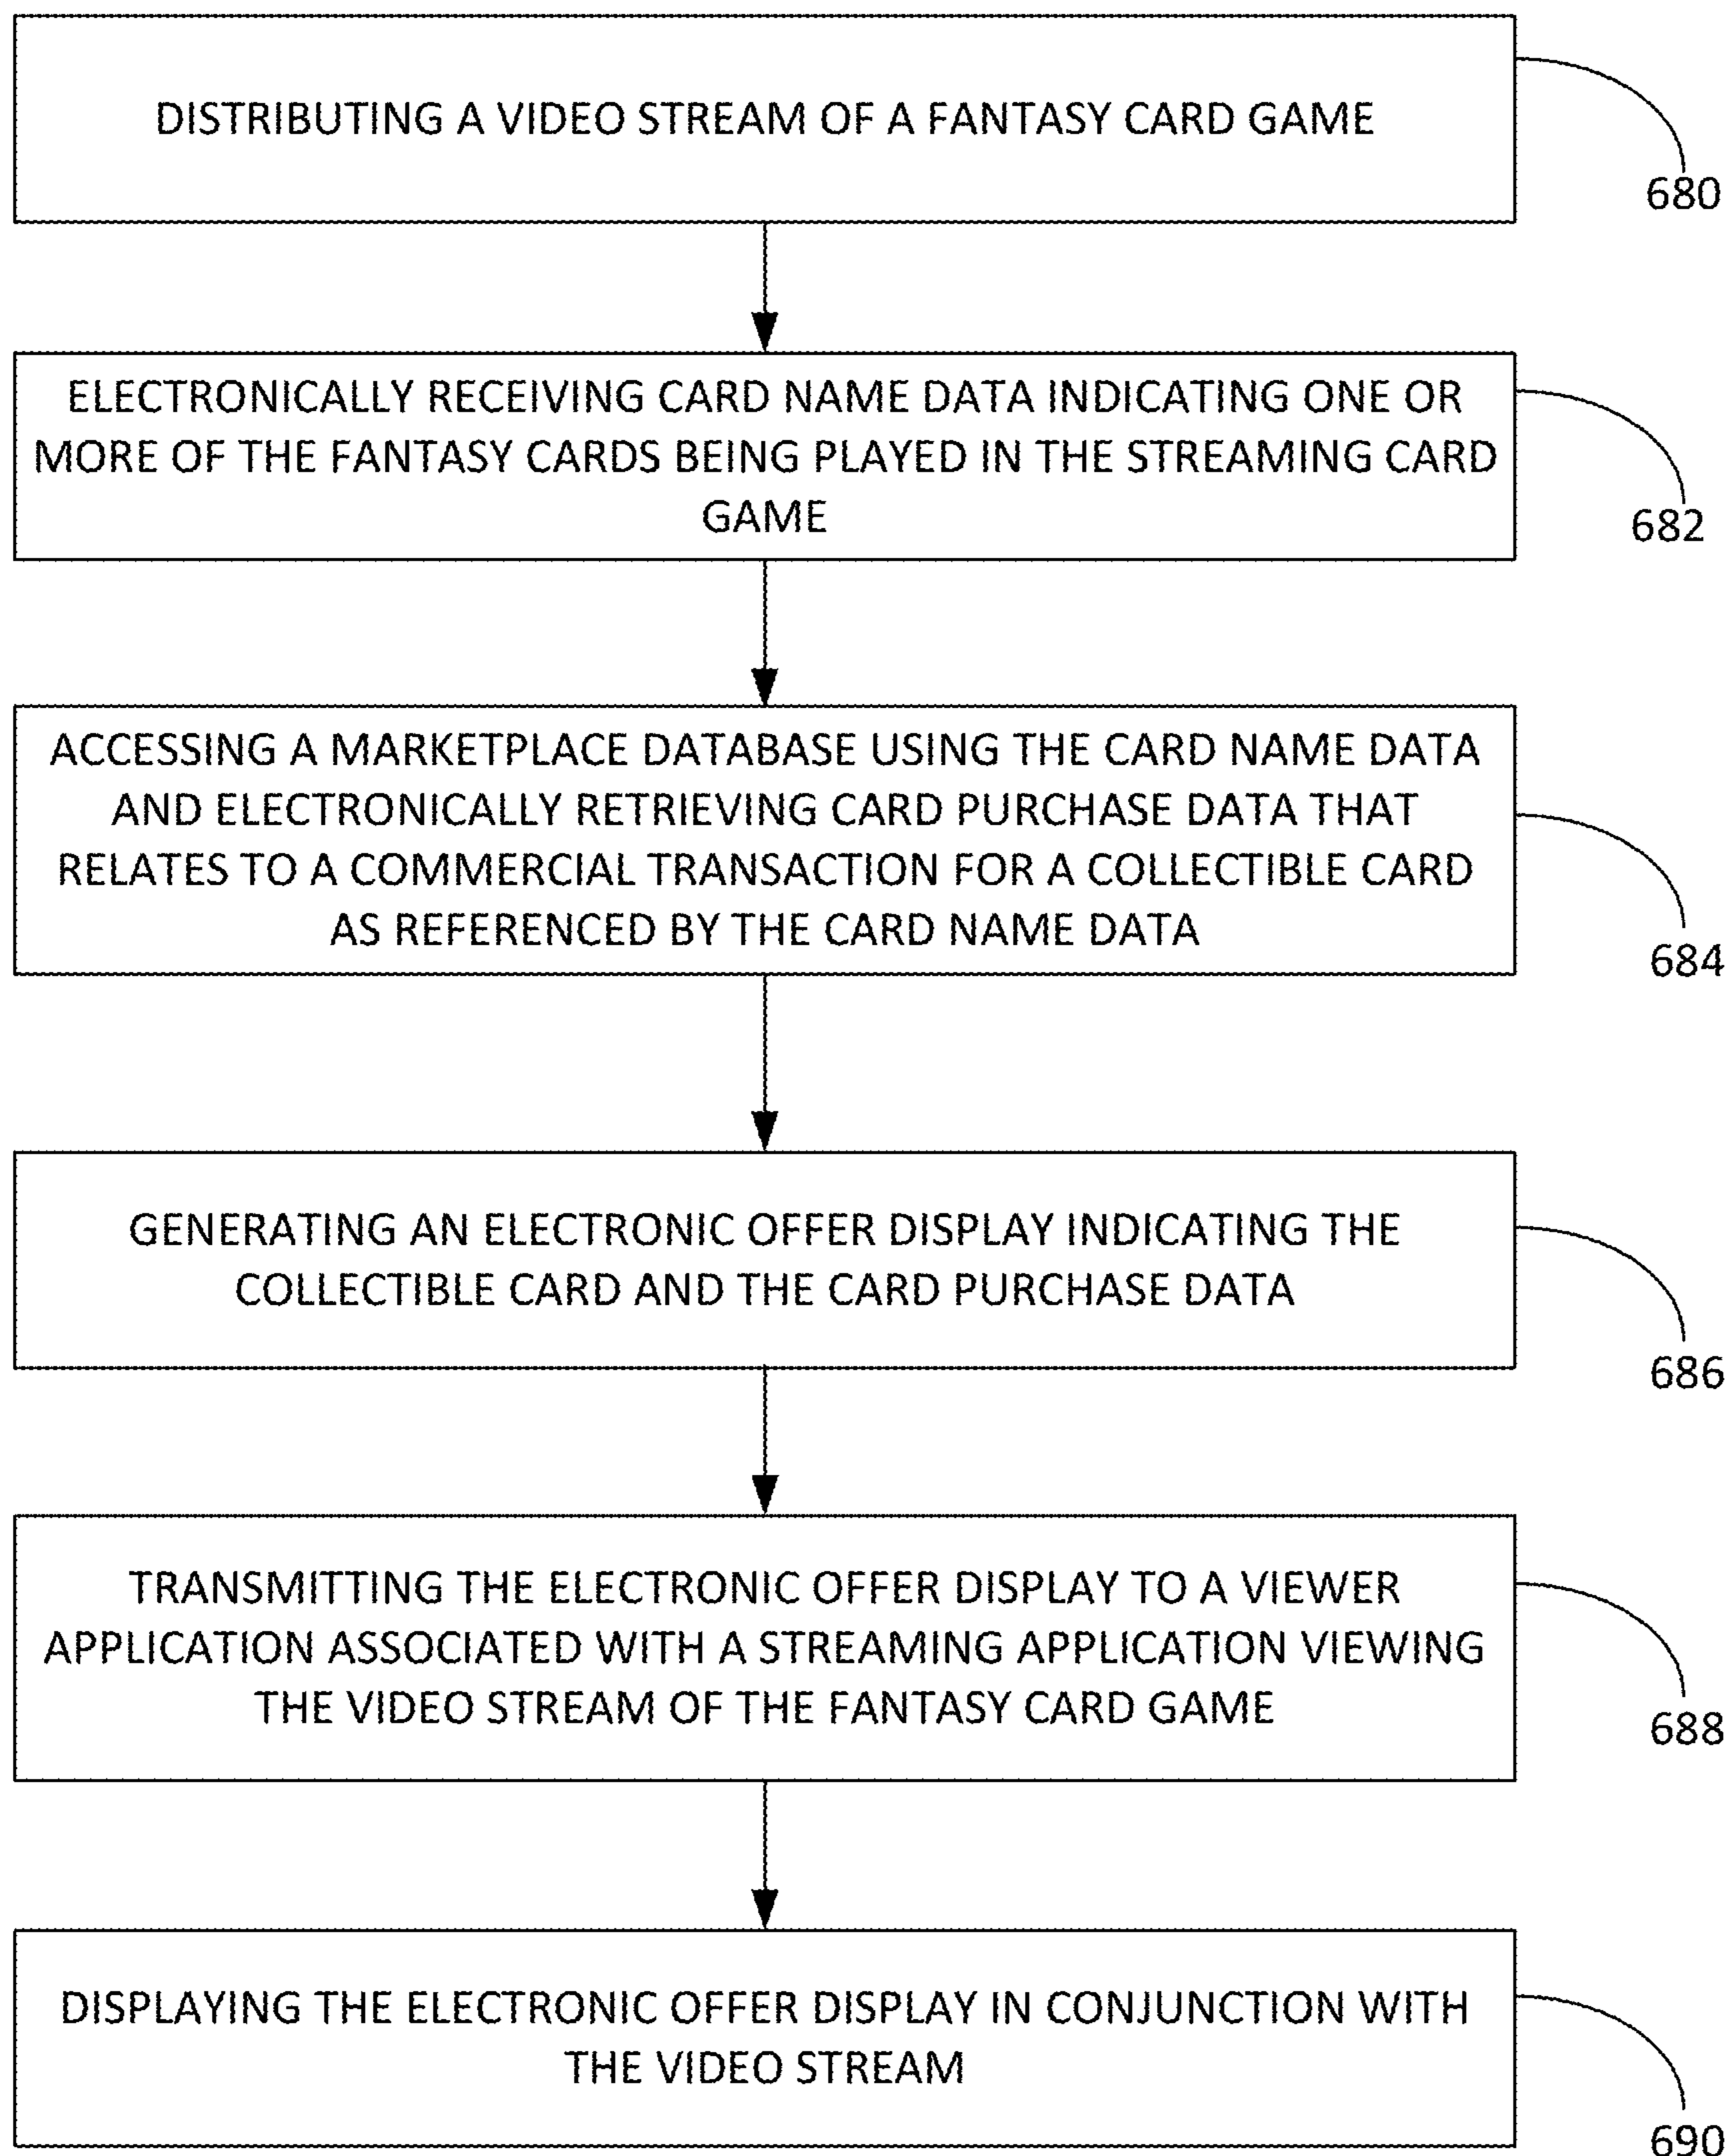 DISTRIBUTING A VIDEO STREAM OF A FANTASY CARD GAME
680
ELECTRONICALLY RECEIVING CARD NAME DATA INDICATING ONE OR
MORE OF THE FANTASY CARDS BEING PLAYED IN THE STREAMING CARD
GAME
682
ACCESSING A MARKETPLACE DATABASE USING THE CARD NAME DATA
AND ELECTRONICALLY RETRIEVING CARD PURCHASE DATA THAT
RELATES TO A COMMERCIAL TRANSACTION FOR A COLLECTIBLE CARD
AS REFERENCED BY THE CARD NAME DATA
684
GENERATING AN ELECTRONIC OFFER DISPLAY INDICATING THE
COLLECTIBLE CARD AND THE CARD PURCHASE DATA
686
TRANSMITTING THE ELECTRONIC OFFER DISPLAY TO A VIEWER
APPLICATION ASSOCIATED WITH A STREAMING APPLICATION VIEWING
THE VIDEO STREAM OF THE FANTASY CARD GAME
688
DISPLAYING THE ELECTRONIC OFFER DISPLAY IN CONJUNCTION WITH
THE VIDEO STREAM
690